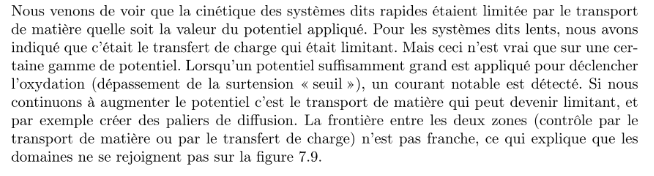 Nous venons de voir que la cinétique des systèmes dits rapides étaient limitée par le transport
de matière quelle soit la valeur du potentiel appliqué. Pour les systèmes dits lents, nous avons
indiqué que c'était le transfert de charge qui était limitant. Mais ceci n'est vrai que sur une cer-
taine gamme de potentiel. Lorsqu'un potentiel suffisamment grand est appliqué pour déclencher
l'oxydation (dépassement de la surtension « seuil »), un courant notable est détecté. Si nous
continuons à augmenter le potentiel c'est le transport de matière qui peut devenir limitant, et
par exemple créer des paliers de diffusion. La frontière entre les deux zones (contrôle par le
transport de matière ou par le transfert de charge) n'est pas franche, ce qui explique que les
domaines ne se rejoignent pas sur la figure 7.9.